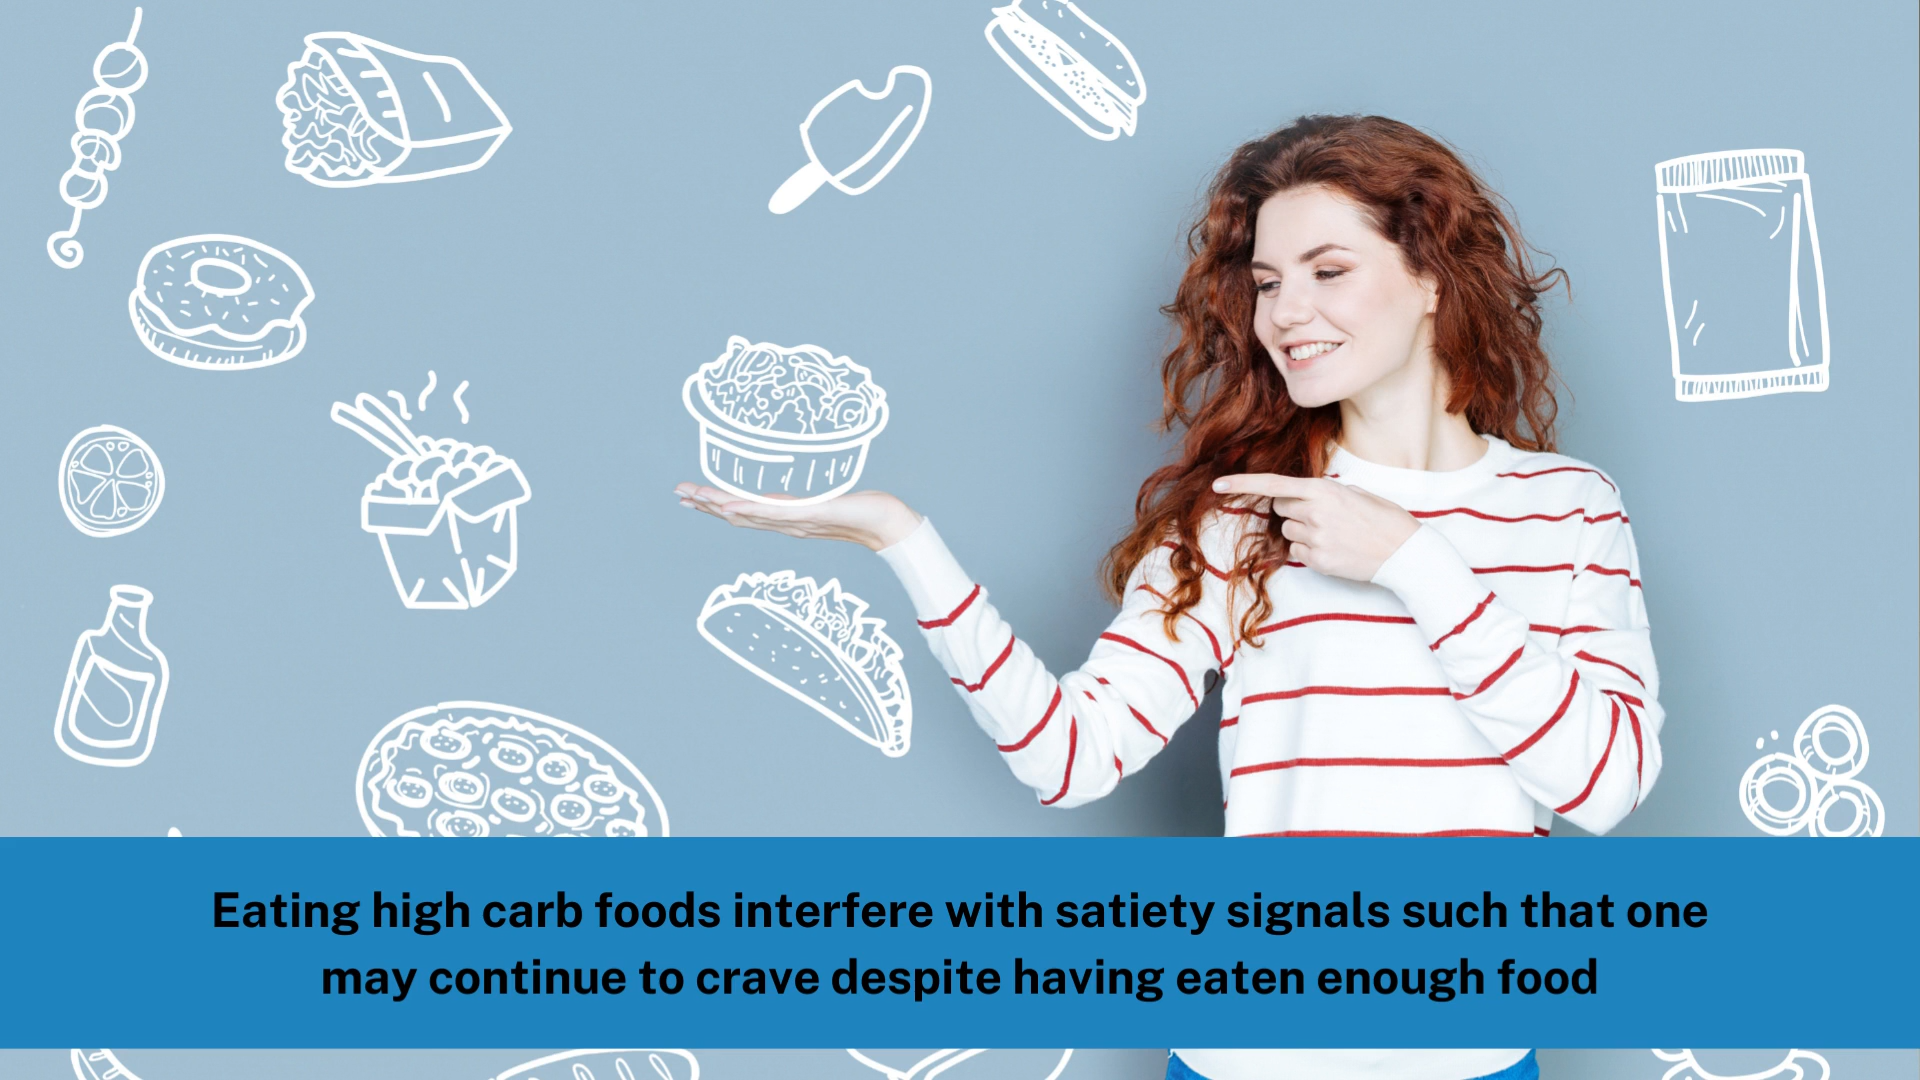 Eating high carb foods interfere with satiety signals such that one
may continue to crave despite having eaten enough food